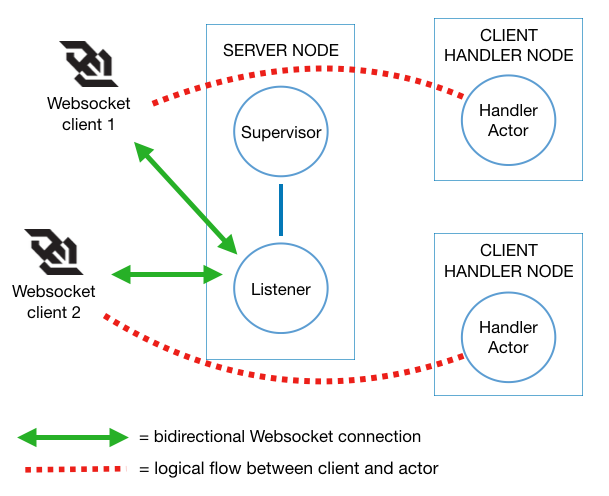 SERVER NODE
CLIENT
HANDLER NODE
Websocket
client 1
Supervisor
Handler
Actor
Websocket
client 2
Listener
CLIENT
HANDLER NODE
Handler
Actor
= bidirectional Websocket connection
= logical flow between client and actor